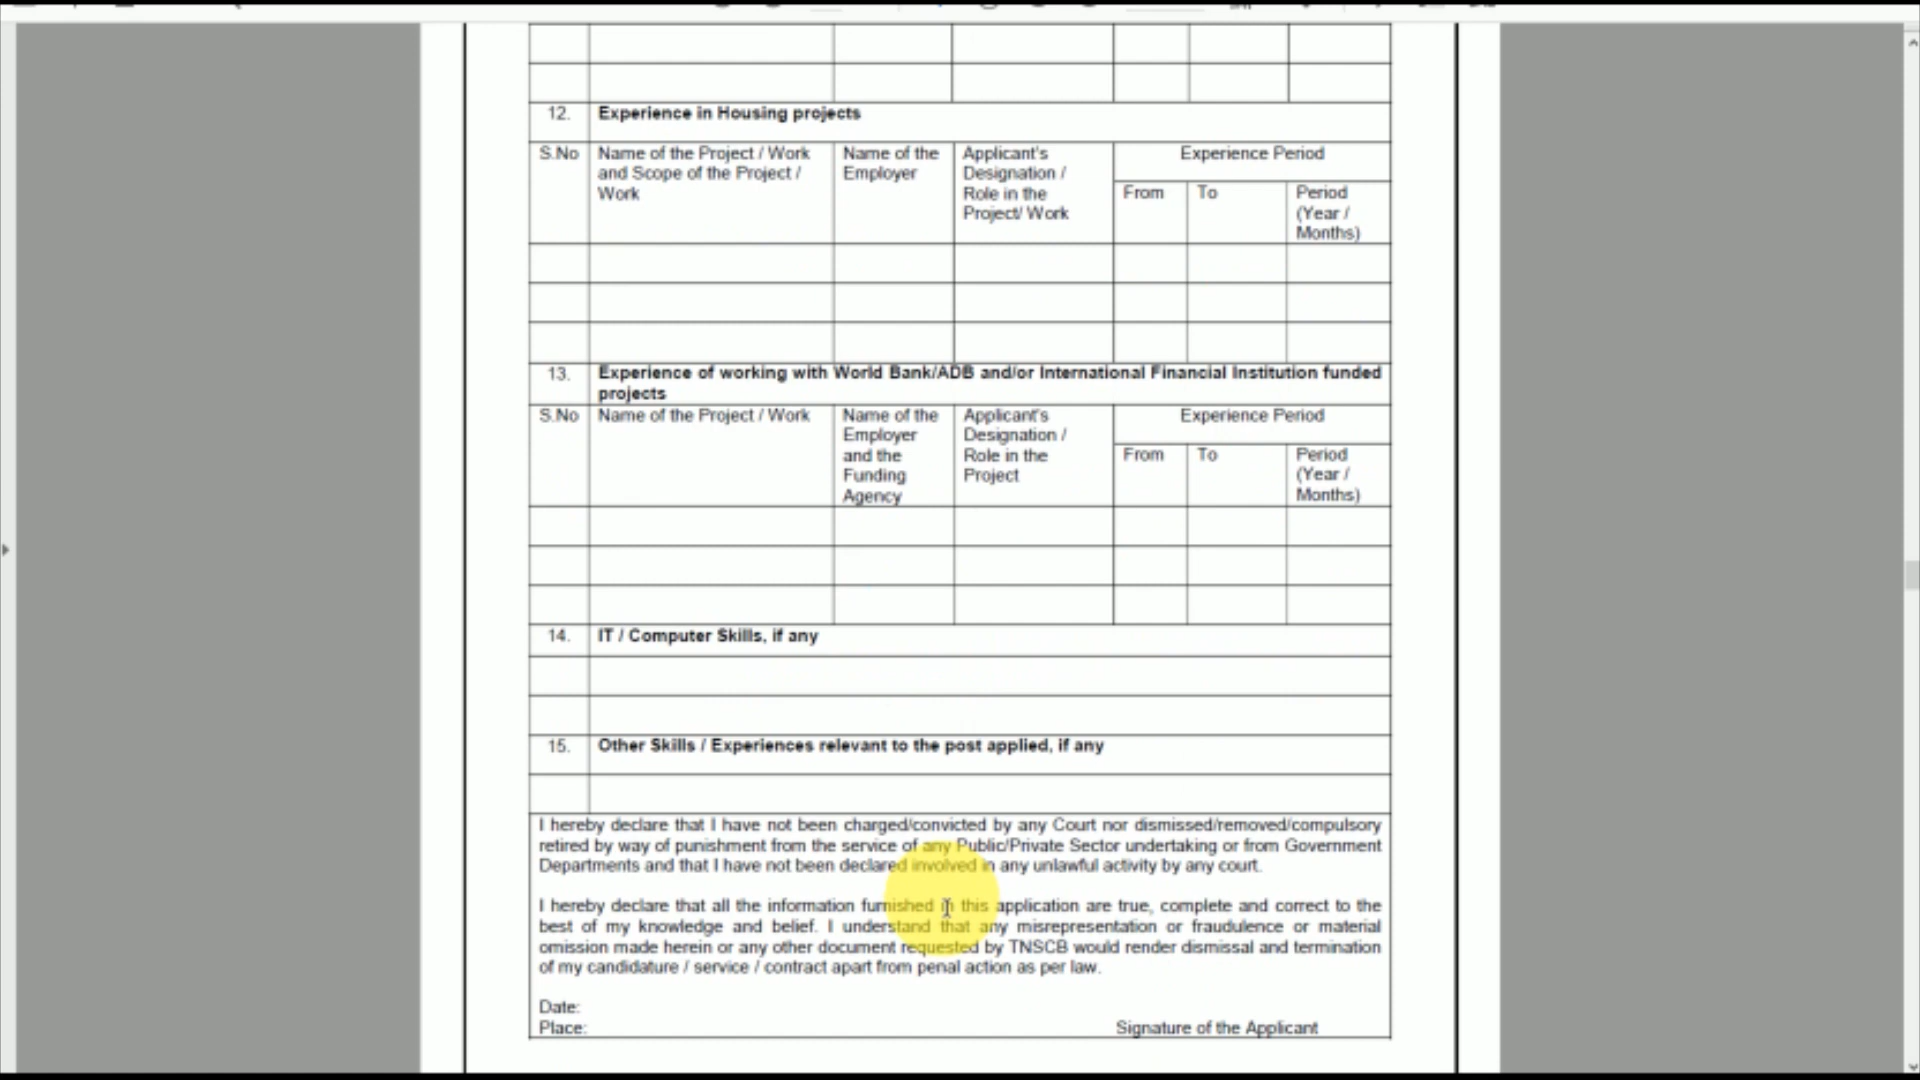 12. Experience in Housing projects
S.No Name of the Project / Work Name of the Applicant's Experience Period
and Scope of the Project / Employer Designation /
Work Role in the From To Period
Project/ Work (Year /
Months)
13. Experience of working with World Bank/ADB and/or International Financial Institution funded
projects
S.No Name of the Project / Work Name of the Applicant's Experience Period
Employer Designation /
and the Role in the From To Period
Funding Project (Year /
Agency Months)
14. IT / Computer Skills, if any
15. Other Skills / Experiences relevant to the post applied, if any
I hereby declare that I have not been charged/convicted by any Court nor dismissed/removed/compulsory
retired by way of punishment from the service of any Public/Private Sector undertaking or from Government
Departments and that I have not been declared involved in any unlawful activity by any court.
I hereby declare that all the information furnished in this application are true, complete and correct to the
best of my knowledge and belief. I understand that any misrepresentation or fraudulence or material
omission made herein or any other document requested by TNSCB would render dismissal and termination
of my candidature / service / contract apart from penal action as per law.
Date:
Place: Signature of the Applicant